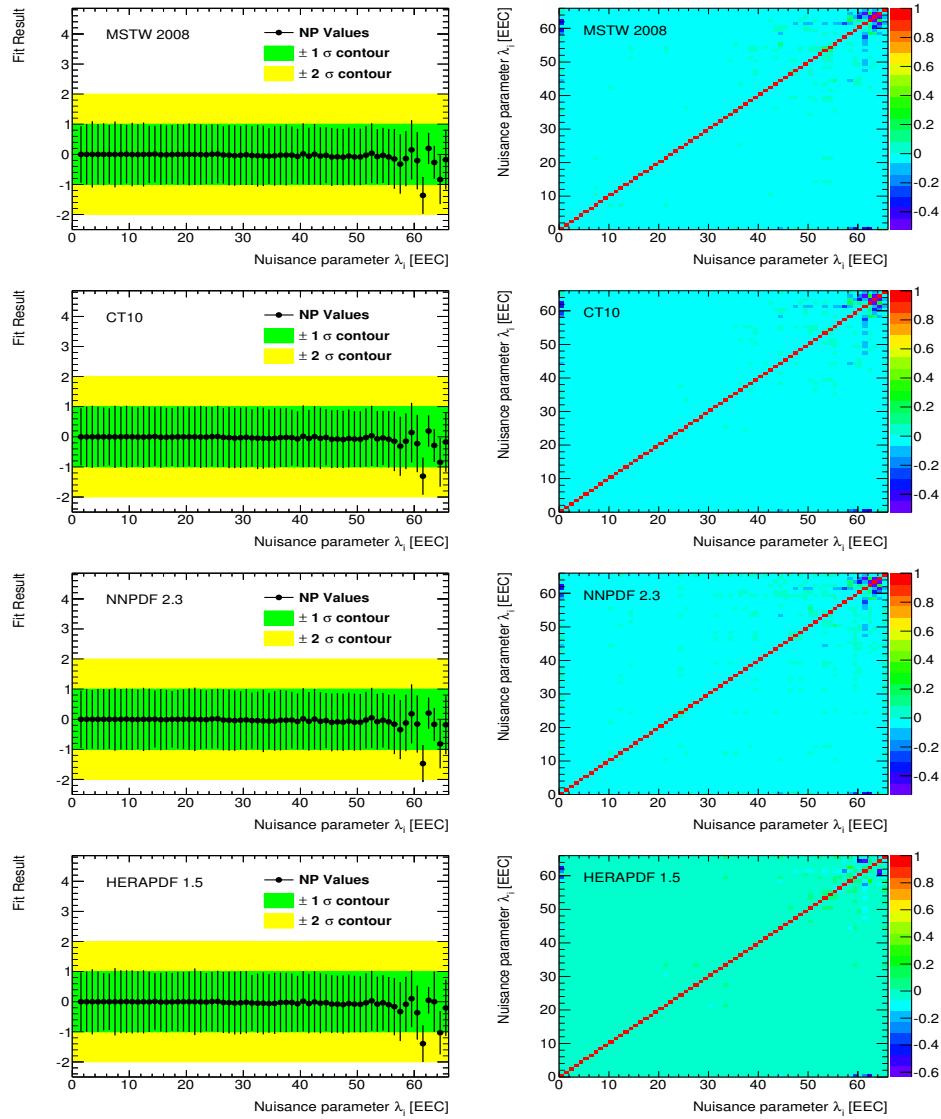 Fit Result
4
3
2
1
0
-1
-2
MSTW 2008
NP Values
± 1 σ contour
± 2 σ contour
0 10 20 30 40 50 60
Nuisance parameter λi [EEC]
Nuisance parameter λi [EEC]
60
50
40
30
20
10
0
MSTW 2008
0 10 20 30 40 50 60
Nuisance parameter λi [EEC]
1
0.8
0.6
0.4
0.2
0
-0.2
-0.4
Fit Result
4
3
2
1
0
-1
-2
CT10
NP Values
± 1 σ contour
± 2 σ contour
0 10 20 30 40 50 60
Nuisance parameter λi [EEC]
Nuisance parameter λi [EEC]
60
50
40
30
20
10
0
CT10
0 10 20 30 40 50 60
Nuisance parameter λi [EEC]
1
0.8
0.6
0.4
0.2
0
-0.2
-0.4
Fit Result
4
3
2
1
0
-1
-2
NNPDF 2.3
NP Values
± 1 σ contour
± 2 σ contour
0 10 20 30 40 50 60
Nuisance parameter λi [EEC]
Nuisance parameter λi [EEC]
60
50
40
30
20
10
0
NNPDF 2.3
0 10 20 30 40 50 60
Nuisance parameter λi [EEC]
1
0.8
0.6
0.4
0.2
0
-0.2
-0.4
Fit Result
4
3
2
1
0
-1
-2
HERAPDF 1.5
NP Values
± 1 σ contour
± 2 σ contour
0 10 20 30 40 50 60
Nuisance parameter λi [EEC]
Nuisance parameter λi [EEC]
60
50
40
30
20
10
0
HERAPDF 1.5
0 10 20 30 40 50 60
Nuisance parameter λi [EEC]
1
0.8
0.6
0.4
0.2
0
-0.2
-0.4
-0.6